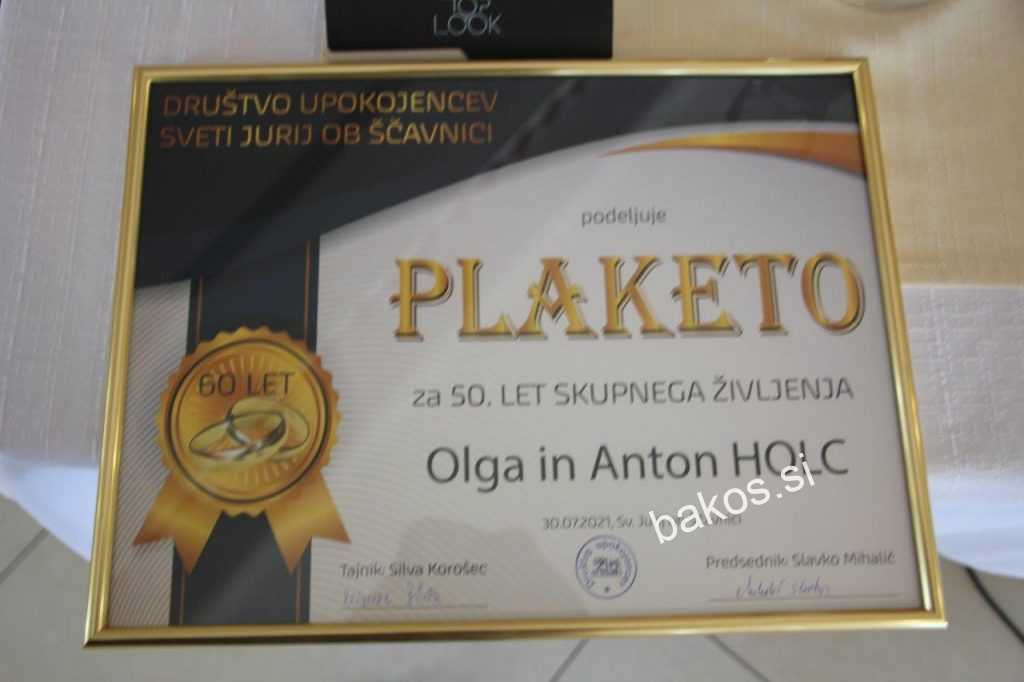 TOP
LOOK
DRUŠTVO UPOKOJENCEV
SVETI JURIJ OB ŠČAVNICI
podeljuje
PLAKETO
60 LET
za 50. LET SKUPNEGA ŽIVLJENJA
Olga in Anton HOLC
bakos.si
30.07.2021, Sv. Jurij
Tajnik: Silva Korošec
Predsednik: Slavko Mihalič